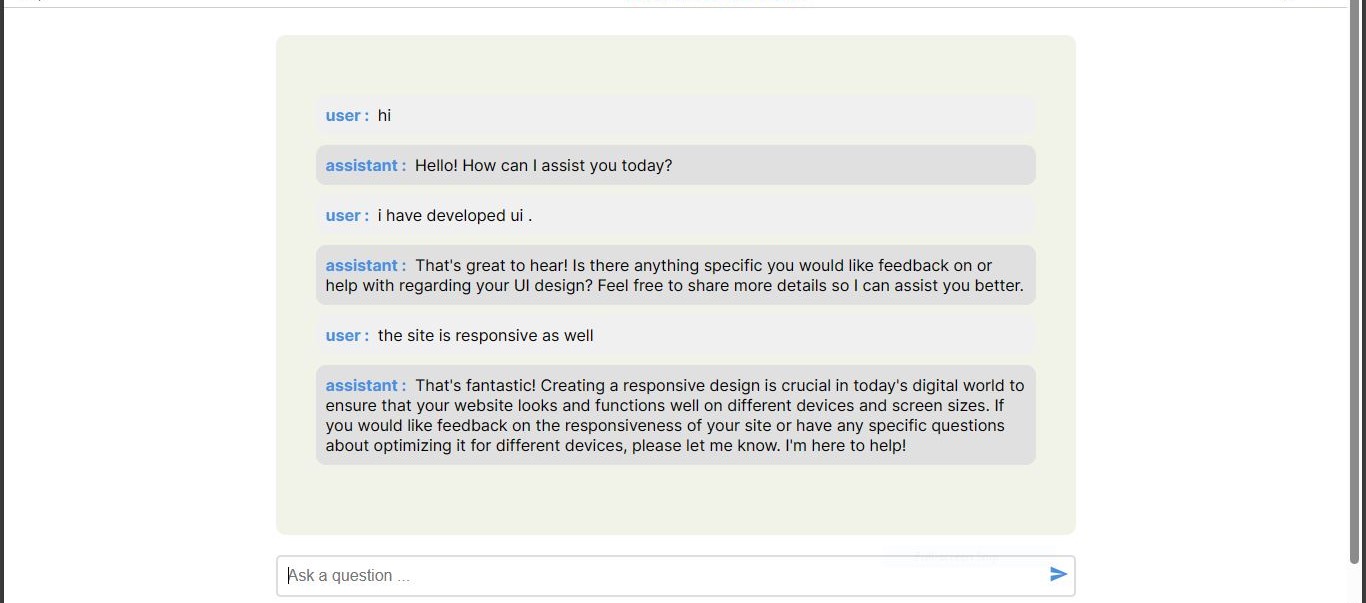 user : hi
assistant : Hello! How can I assist you today?
user : i have developed ui .
assistant : That's great to hear! Is there anything specific you would like feedback on or
help with regarding your UI design? Feel free to share more details so I can assist you better.
user : the site is responsive as well
assistant : That's fantastic! Creating a responsive design is crucial in today's digital world to
ensure that your website looks and functions well on different devices and screen sizes. If
you would like feedback on the responsiveness of your site or have any specific questions
about optimizing it for different devices, please let me know. I'm here to help!
Ask a question ...